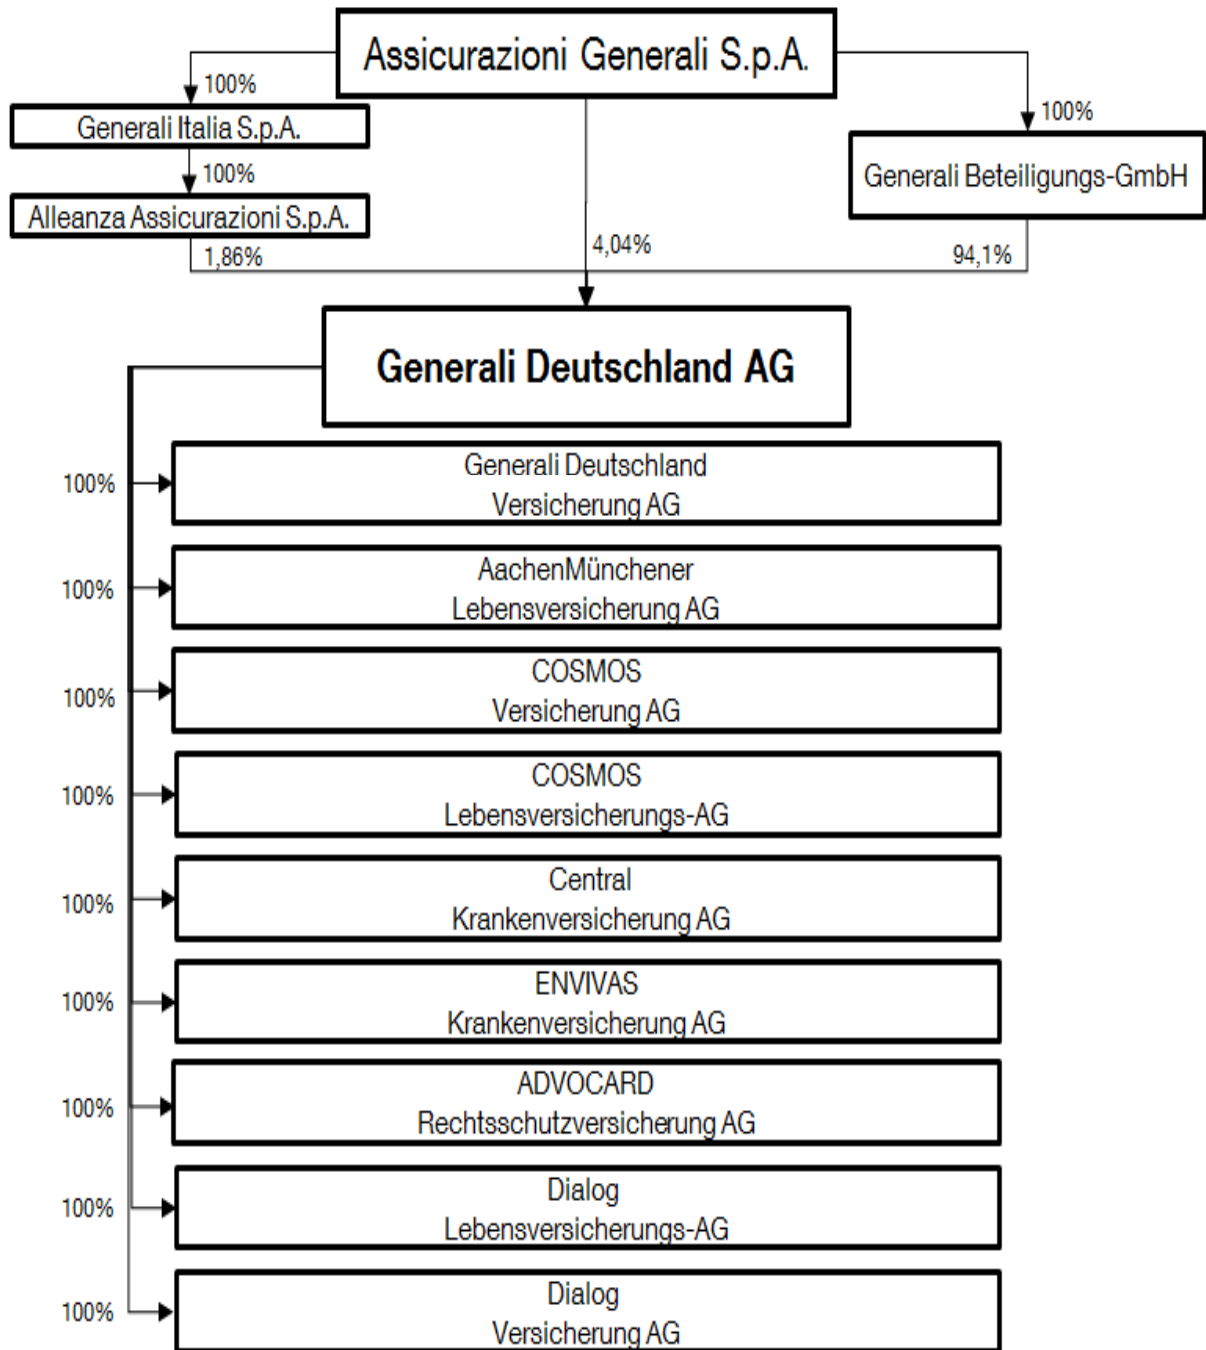 Assicurazioni Generali S.p.A.
100%
100%
Generali Italia S.p.A.
Generali Beteiligungs-GmbH
100%
Alleanza Assicurazioni S.p.A.
1,86%
4,04%
94,1%
Generali Deutschland AG
100%
Generali Deutschland
Versicherung AG
100%
AachenMünchener
Lebensversicherung AG
100%
COSMOS
Versicherung AG
100%
COSMOS
Lebensversicherungs-AG
100%
Central
Krankenversicherung AG
100%
ENVIVAS
Krankenversicherung AG
100%
ADVOCARD
Rechtsschutzversicherung AG
100%
Dialog
Lebensversicherungs-AG
100%
Dialog
Versicherung AG